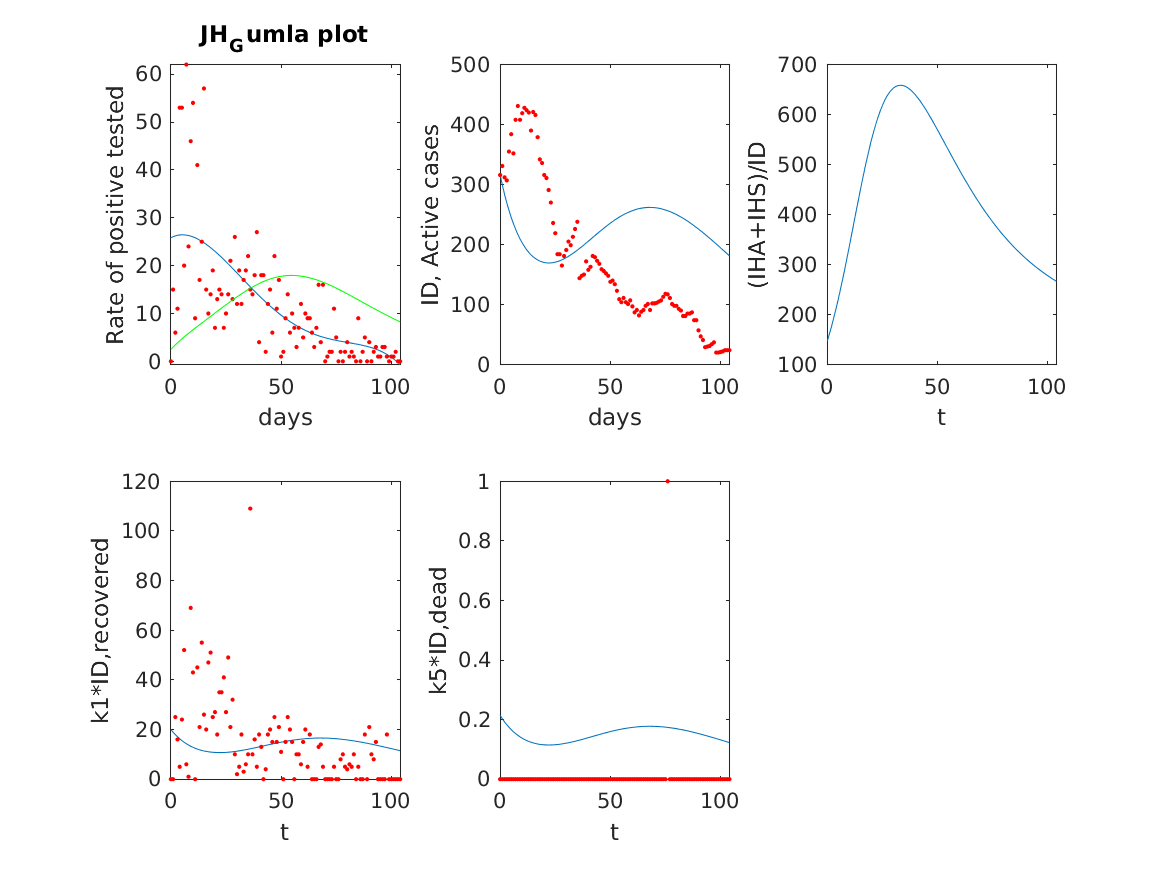 JH_Gumla plot
Rate of positive tested
60
50
40
30
20
10
0
0 50 100
days
ID, Active cases
500
400
300
200
100
0
0 50 100
days
(IHA+IHS)/ID
700
600
500
400
300
200
100
0 50 100
t
k1*ID,recovered
120
100
80
60
40
20
0
0 50 100
t
k5*ID,dead
1
0.8
0.6
0.4
0.2
0
0 50 100
t